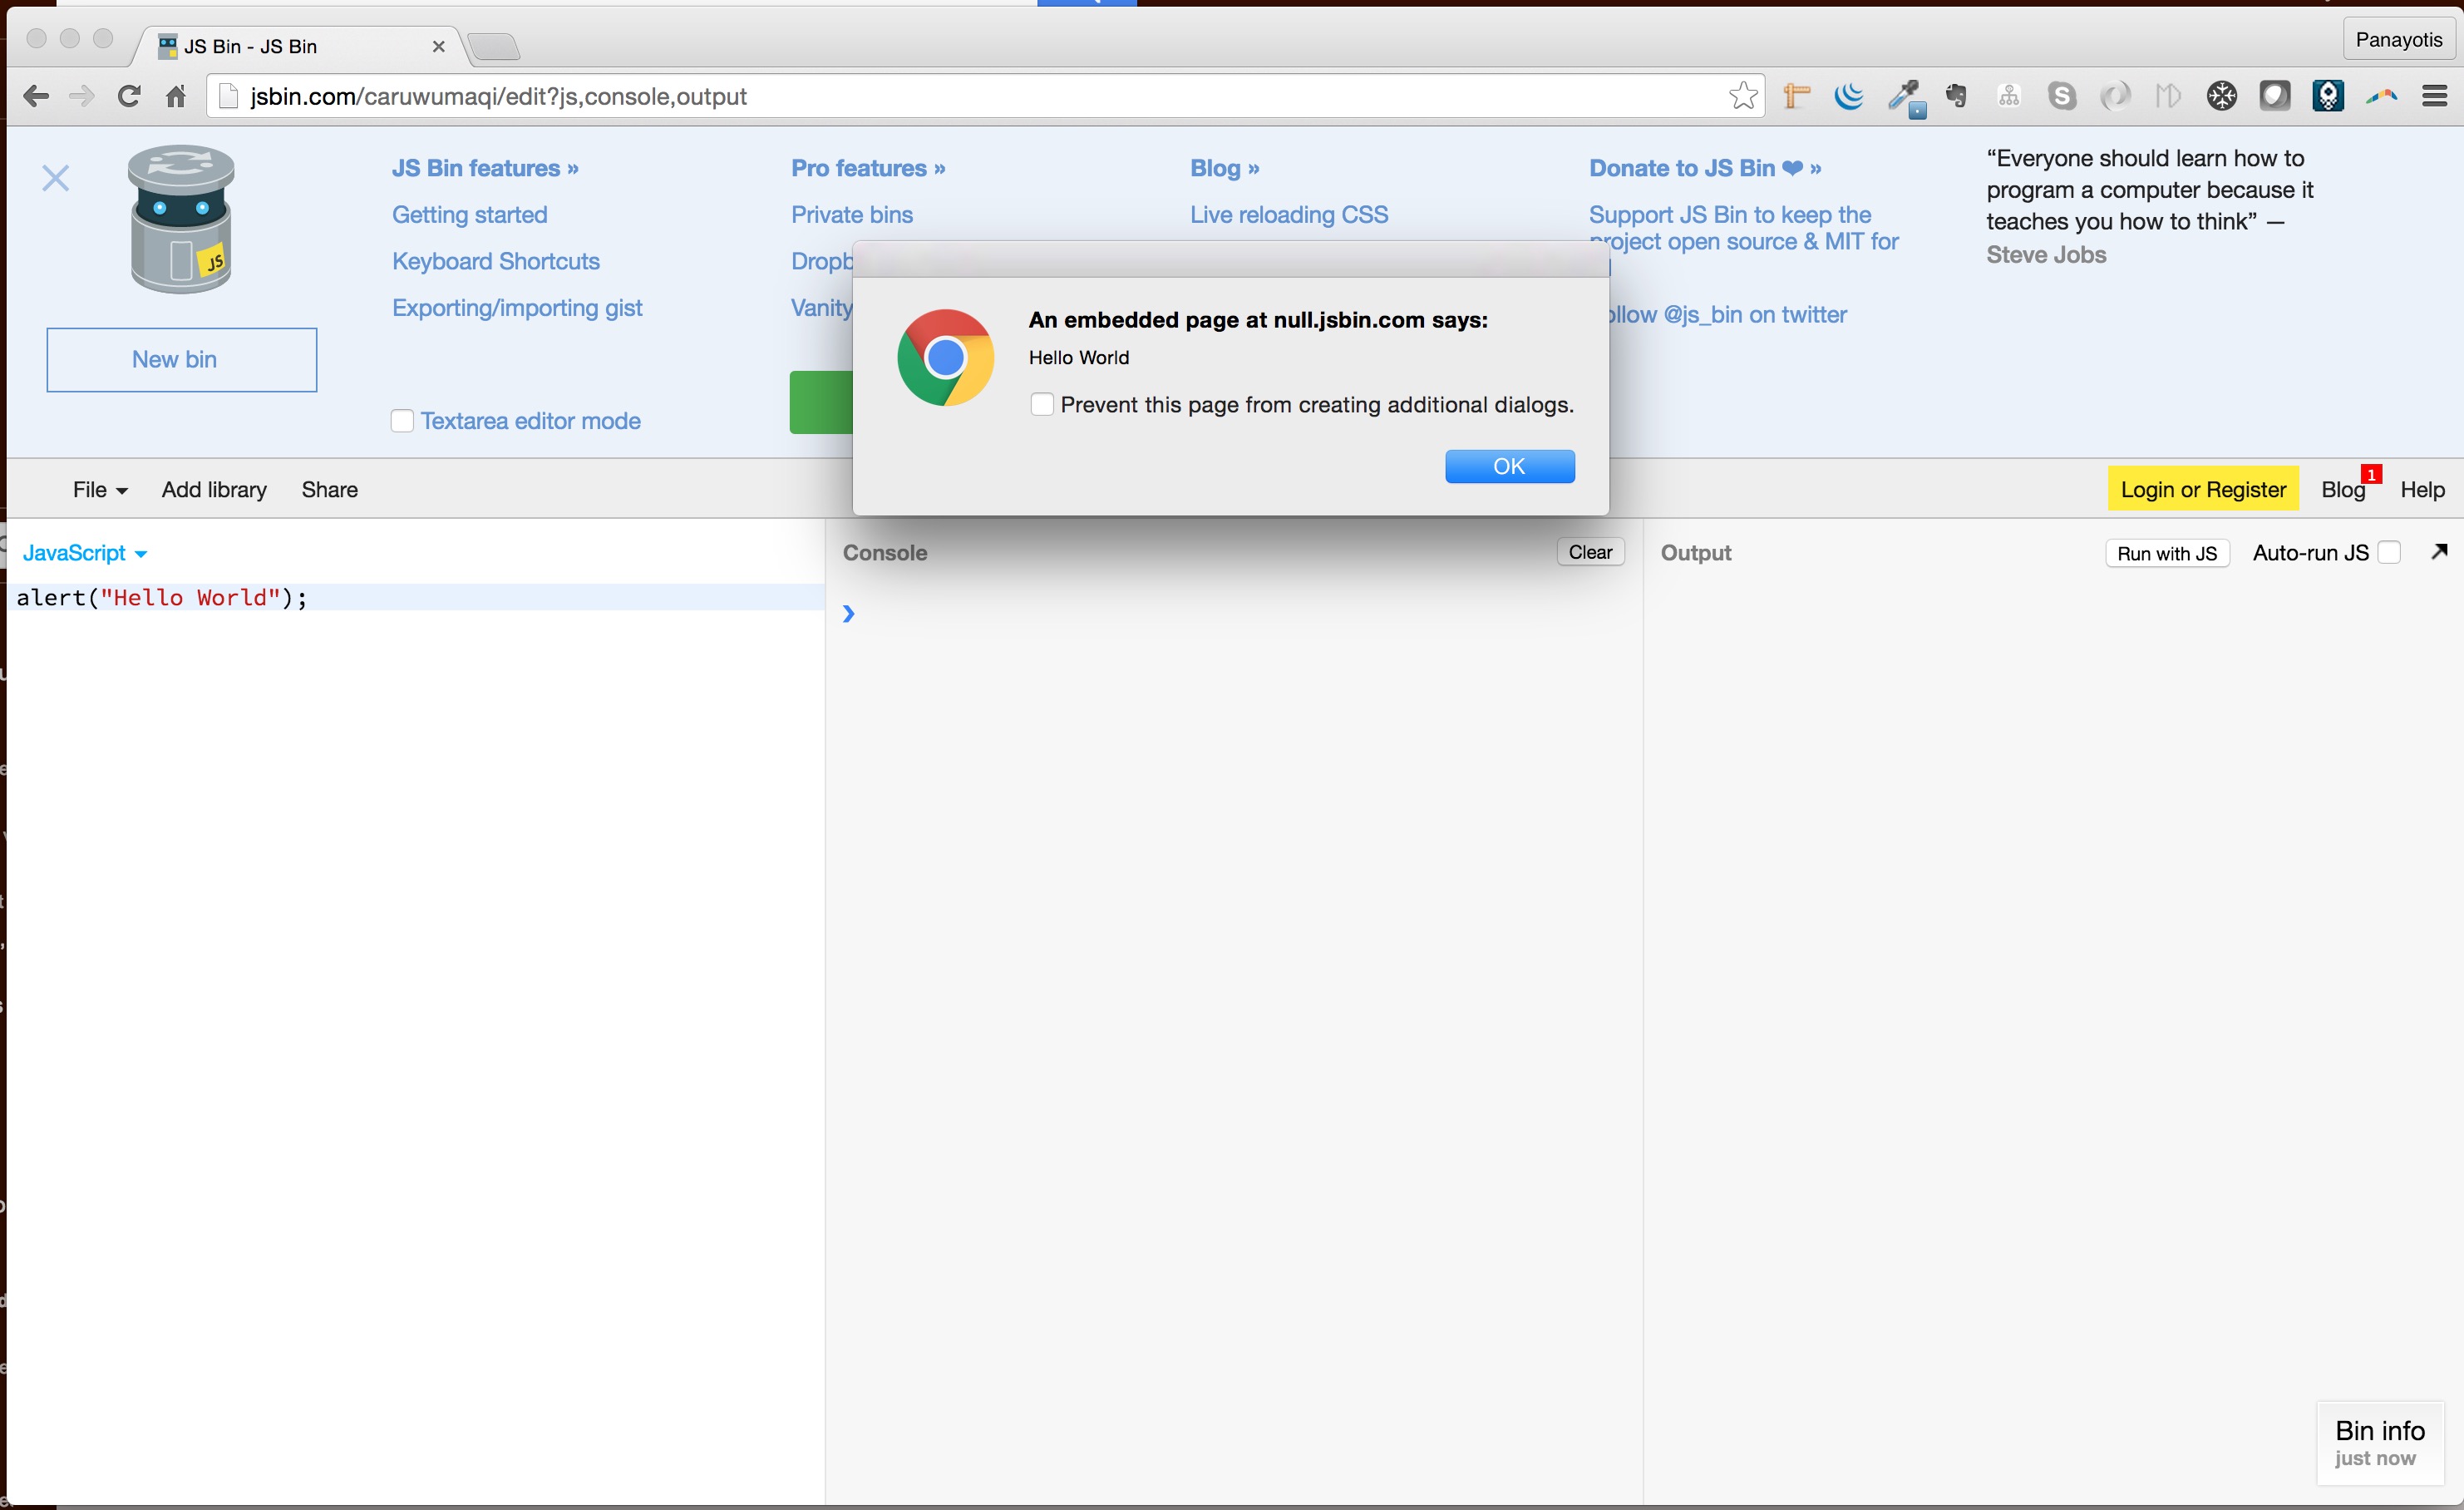 JS Bin - JS Bin
Panayotis
jsbin.com/caruwumaqi/edit?js,console,output
JS
New bin
JS Bin features »
Getting started
Keyboard Shortcuts
Exporting/importing gist
Textarea editor mode
Pro features »
Private bins
Dropb
Vanity
Blog »
Live reloading CSS
Donate to JS Bin ❤ »
Support JS Bin to keep the
project open source & MIT for
ollow @js_bin on twitter
“Everyone should learn how to
program a computer because it
teaches you how to think” —
Steve Jobs
An embedded page at null.jsbin.com says:
Hello World
Prevent this page from creating additional dialogs.
OK
File Add library Share
Login or Register Blog 1 Help
JavaScript
alert("Hello World");
Console
Clear
›
Output
Run with JS
Auto-run JS
Bin info
just now